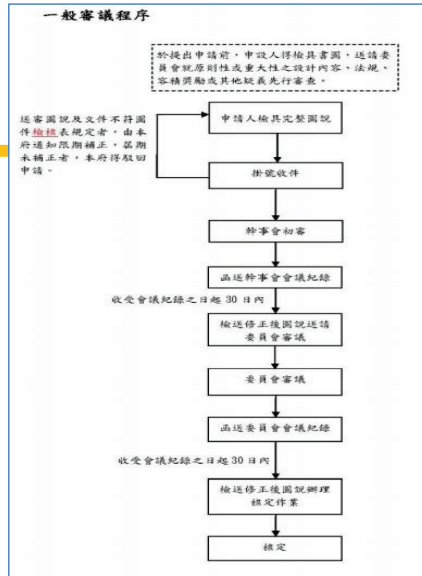 一般審議程序
於提出申請前，申設人得檢具書圖，送請委
員會就原則性或重大性之設計內容、法規、
容積獎勵或其他疑義先行審查。
送審圖說及文件不符圖
件檢核表規定者，由本
府通知限期補正，屆期
未補正者，本府得駁回
申請。
申請人檢具完整圖說
掛號收件
幹事會初審
函送幹事會會議紀錄
收受會議紀錄之日起 30 日內
檢送修正後圖說送請
委員會審議
委員會審議
函送委員會會議紀錄
收受會議紀錄之日起 30 日內
檢送修正後圖說辦理
核定作業
核定